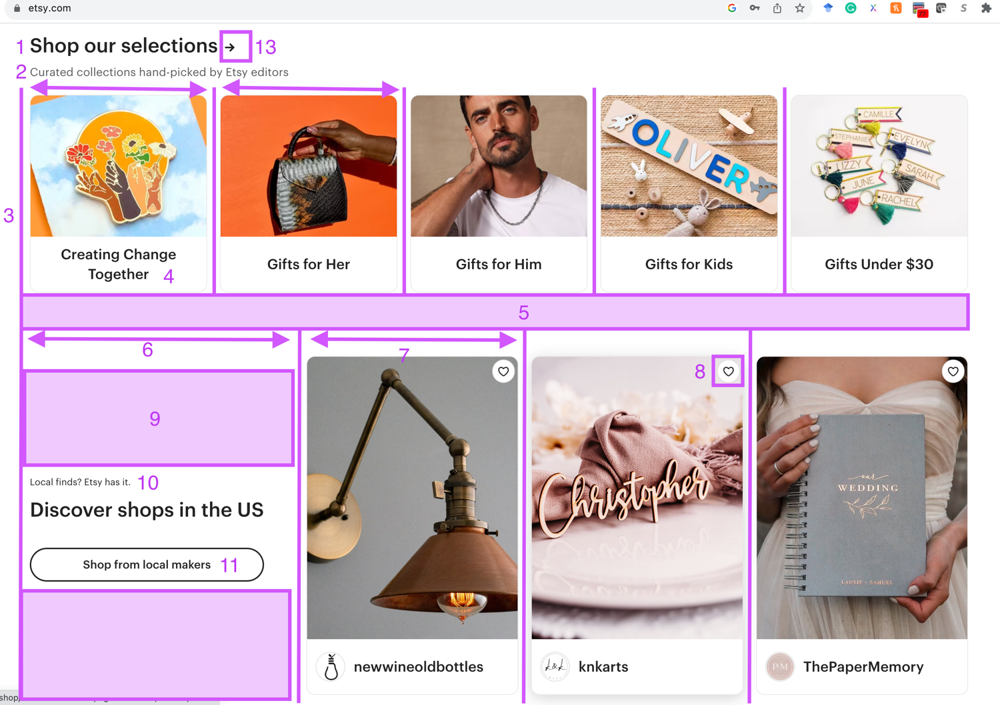 etsy.com
77
1 Shop our selections → 13
2 Curated collections hand-picked by Etsy editors
CAMILLE
STEPHANIE
EVELYN
LIZZY
SARAH
JUNE
RACHEL
OLIVER
3
Creating Change
Together 4
Gifts for Her
Gifts for Him
Gifts for Kids
Gifts Under $30
5
6
7
8
9
Local finds? Etsy has it. 10
Discover shops in the US
Shop from local makers 11
Christopher
our
WEDDING
LAURIE + SAMUEL
newwineoldbottles
k&k
knkarts
PM
ThePaperMemory
shop